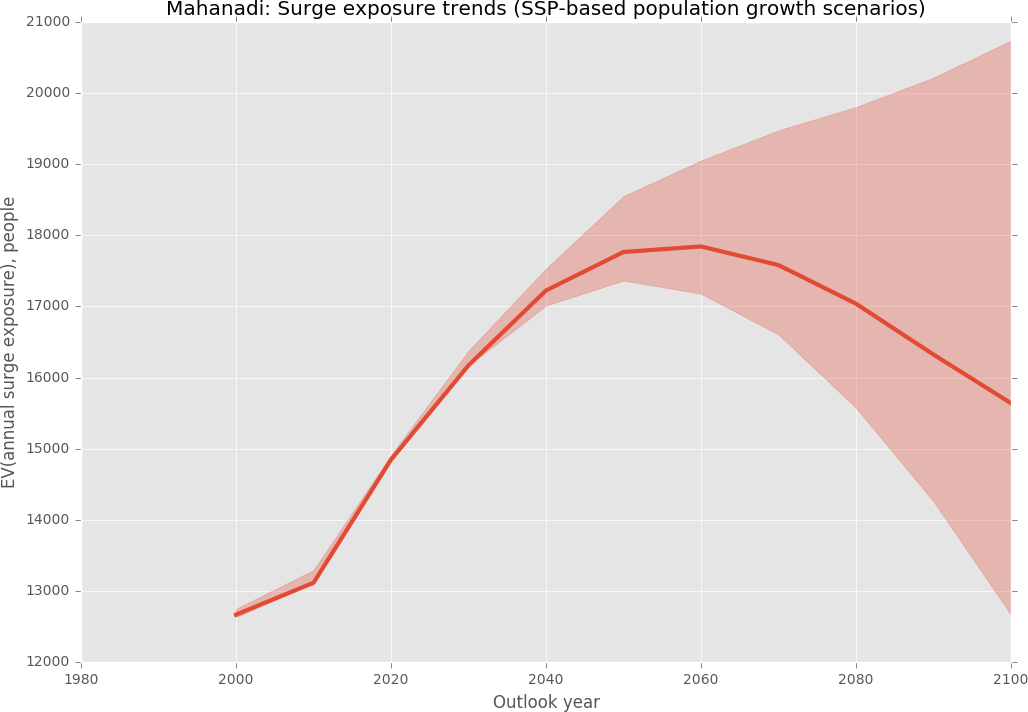 Mahanadi: Surge exposure trends (SSP-based population growth scenarios)
EV(annual surge exposure), people
21000
20000
19000
18000
17000
16000
15000
14000
13000
12000
1980 2000 2020 2040 2060 2080 2100
Outlook year